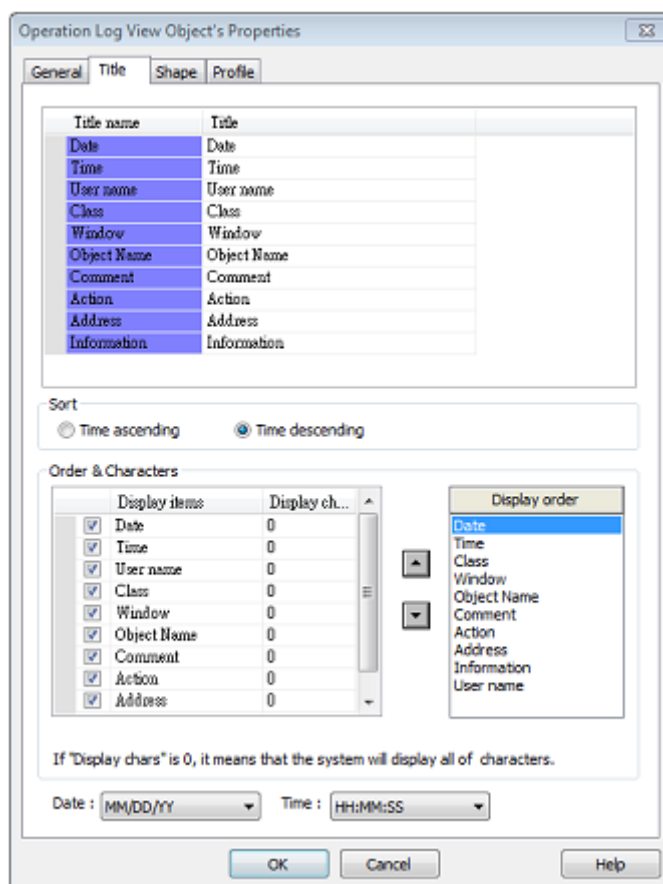 Operation Log View Object's Properties
General Title Shape Profile
Title name Title
Date Date
Time Time
User name User name
Class Class
Window Window
Object Name Object Name
Comment Comment
Action Action
Address Address
Information Information
Sort
Time ascending Time descending
Order & Characters
Display items Display ch...
Date 0
Time 0
User name 0
Class 0
Window 0
Object Name 0
Comment 0
Action 0
Address 0
Display order
Date
Time
Class
Window
Object Name
Comment
Action
Address
Information
User name
If "Display chars" is 0, it means that the system will display all of characters.
Date : MM/DD/YY Time : HH:MM:SS
OK Cancel Help